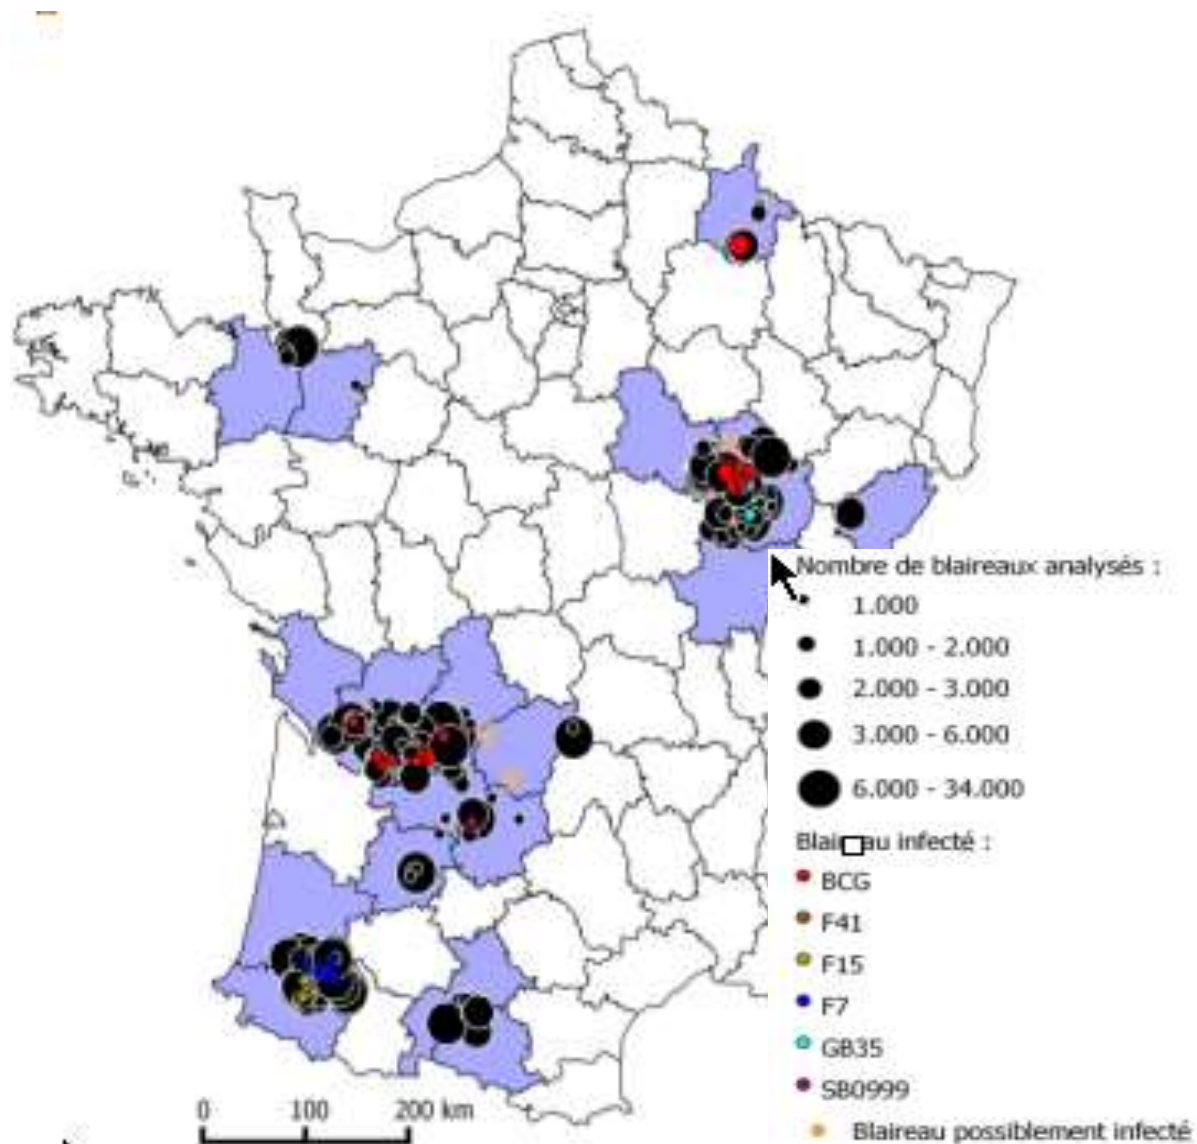 Nombre de blaireaux analysés :
1.000
1.000 - 2.000
2.000 - 3.000
3.000 - 6.000
6.000 - 34.000
Blaireau infecté :
BCG
F41
F15
F7
GB35
SB0999
Blaireau possiblement infecté
0 100 200 km